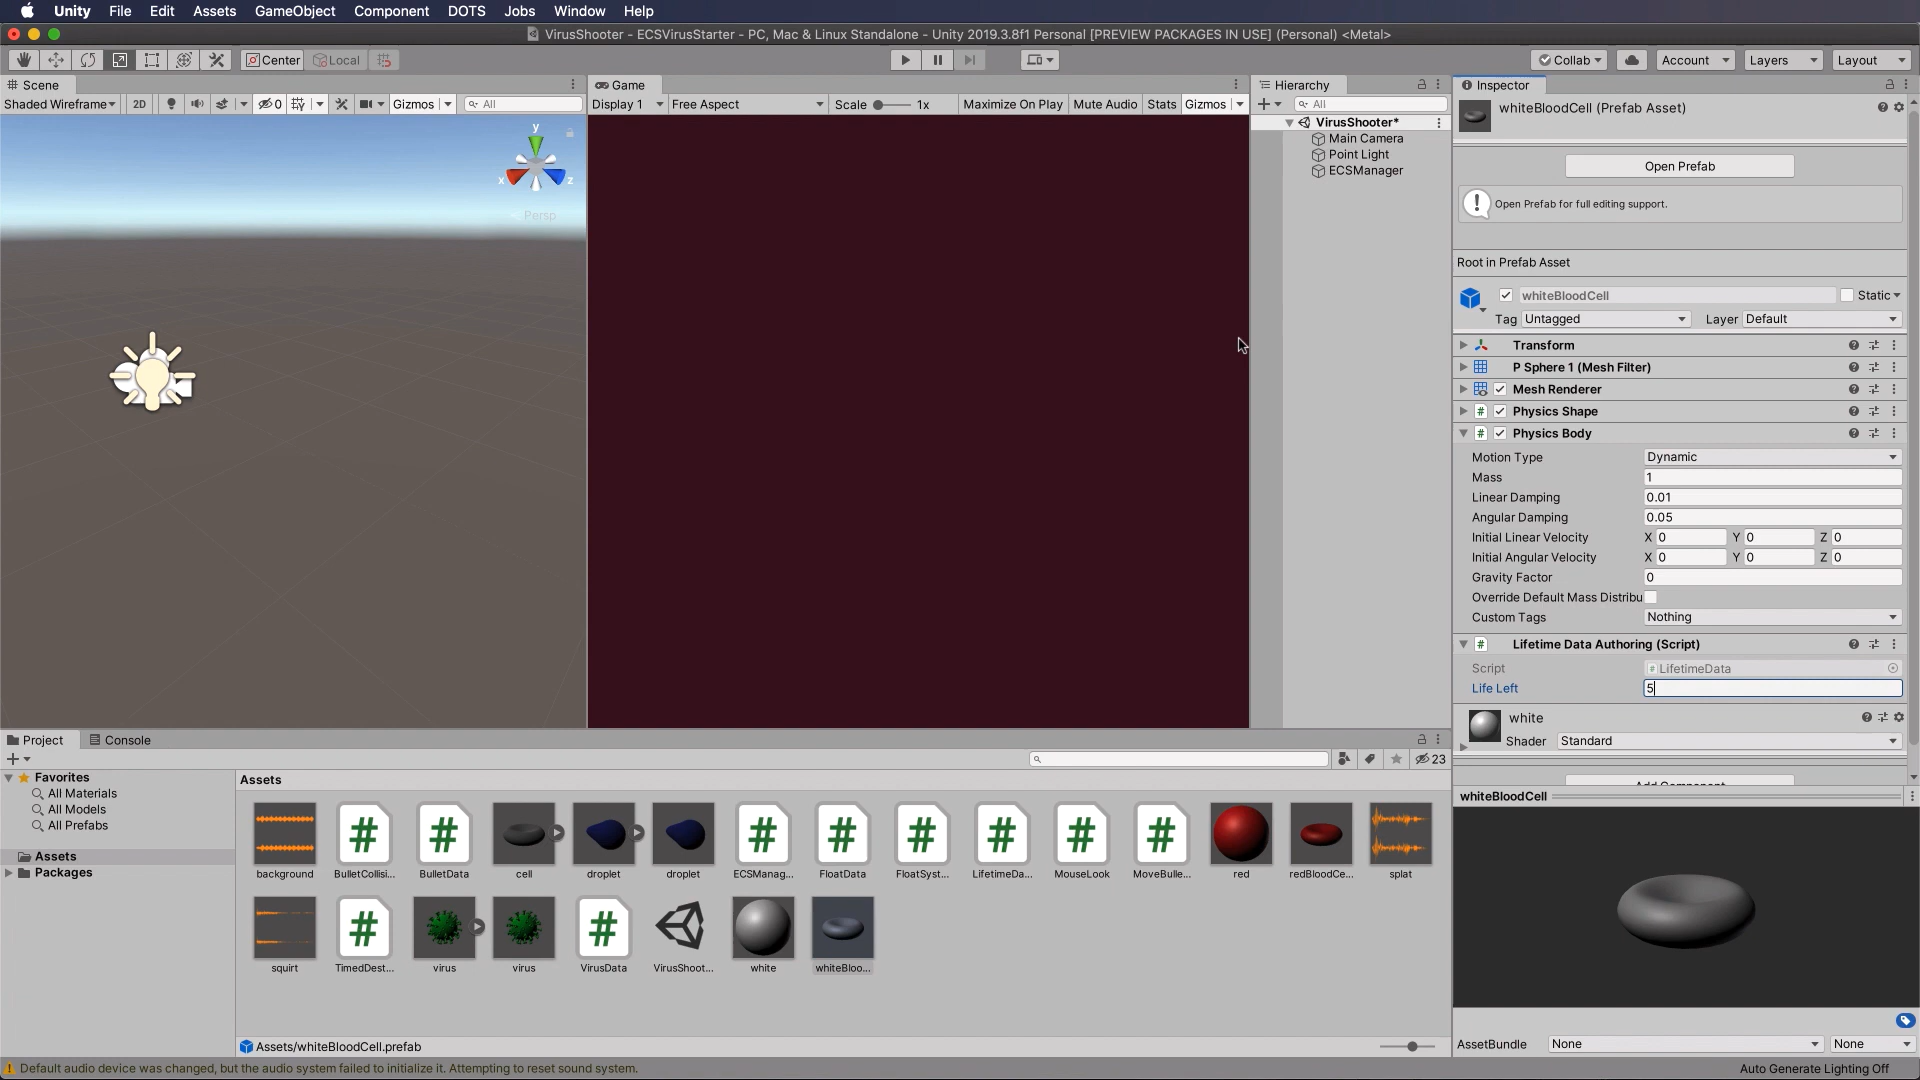 Unity File Edit Assets GameObject Component DOTS Jobs Window Help
VirusShooter - ECSVirusStarter - PC, Mac & Linux Standalone - Unity 2019.3.8f1 Personal [PREVIEW PACKAGES IN USE] (Personal) <Metal>
Center Local Collab Account Layers Layout
Scene
Shaded Wireframe 2D 0 Gizmos All
y
x z
Persp
Game
Display 1 Free Aspect Scale 1x Maximize On Play Mute Audio Stats Gizmos
Hierarchy
All
VirusShooter*
Main Camera
Point Light
ECSManager
Inspector
whiteBloodCell (Prefab Asset)
Open Prefab
Open Prefab for full editing support.
Root in Prefab Asset
whiteBloodCell Static
Tag Untagged Layer Default
Transform
P Sphere 1 (Mesh Filter)
Mesh Renderer
Physics Shape
Physics Body
Motion Type Dynamic
Mass 1
Linear Damping 0.01
Angular Damping 0.05
Initial Linear Velocity X 0 Y 0 Z 0
Initial Angular Velocity X 0 Y 0 Z 0
Gravity Factor 0
Override Default Mass Distribu
Custom Tags Nothing
Lifetime Data Authoring (Script)
Script LifetimeData
Life Left 5
white
Shader Standard
Add Component
whiteBloodCell
AssetBundle None None
Project Console
23
Favorites
All Materials
All Models
All Prefabs
Assets
Packages
Assets
background BulletCollisi... BulletData cell droplet droplet ECSManag... FloatData FloatSyst... LifetimeDa... MouseLook MoveBulle... red redBloodCe... splat
squirt TimedDest... virus virus VirusData VirusShoot... white whiteBloo...
Assets/whiteBloodCell.prefab
Default audio device was changed, but the audio system failed to initialize it. Attempting to reset sound system.
Auto Generate Lighting Off